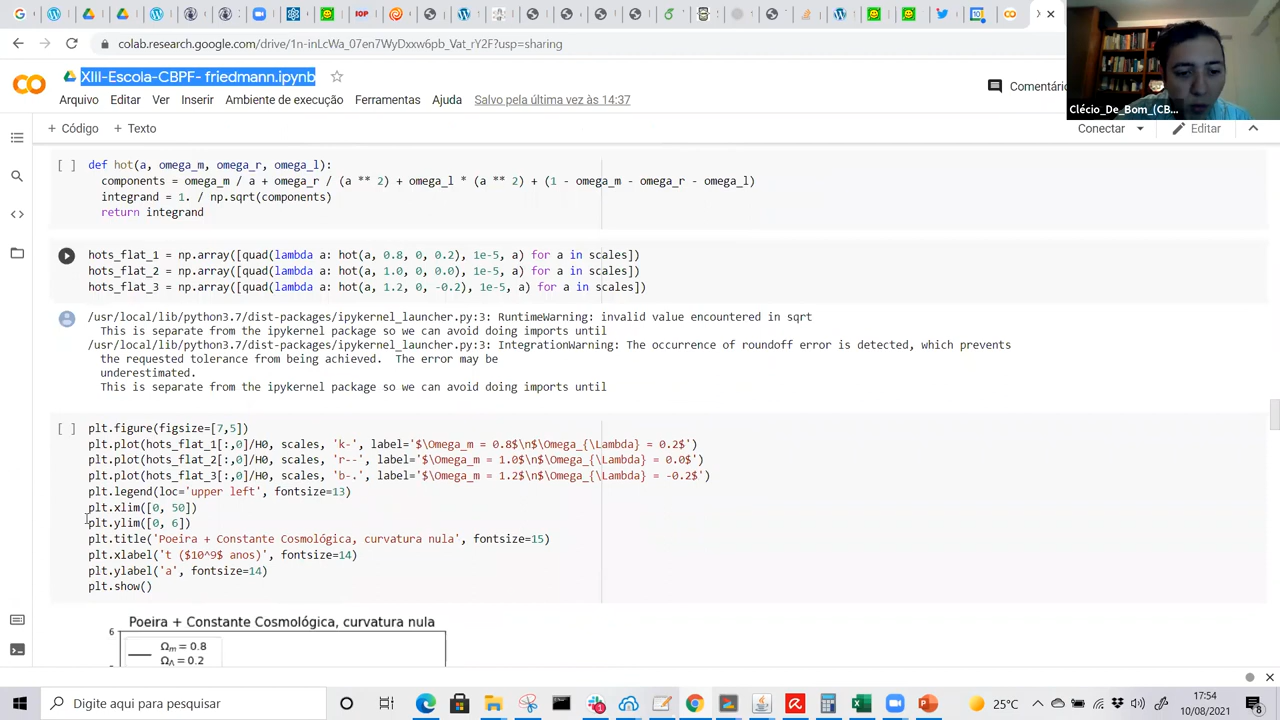 colab.research.google.com/drive/1n-inLcWa_07en7WyDxxw6pb_Vat_rY2F?usp=sharing
XIII-Escola-CBPF- friedmann.ipynb
Arquivo Editar Ver Inserir Ambiente de execução Ferramentas Ajuda Salvo pela última vez às 14:37
Comentário
Clécio_De_Bom_(CB...
+ Código + Texto
Conectar
Editar
[ ] def hot(a, omega_m, omega_r, omega_l):
components = omega_m / a + omega_r / (a ** 2) + omega_l * (a ** 2) + (1 - omega_m - omega_r - omega_l)
integrand = 1. / np.sqrt(components)
return integrand
hots_flat_1 = np.array([quad(lambda a: hot(a, 0.8, 0, 0.2), 1e-5, a) for a in scales])
hots_flat_2 = np.array([quad(lambda a: hot(a, 1.0, 0, 0.0), 1e-5, a) for a in scales])
hots_flat_3 = np.array([quad(lambda a: hot(a, 1.2, 0, -0.2), 1e-5, a) for a in scales])
/usr/local/lib/python3.7/dist-packages/ipykernel_launcher.py:3: RuntimeWarning: invalid value encountered in sqrt
This is separate from the ipykernel package so we can avoid doing imports until
/usr/local/lib/python3.7/dist-packages/ipykernel_launcher.py:3: IntegrationWarning: The occurrence of roundoff error is detected, which prevents
the requested tolerance from being achieved.  The error may be
underestimated.
This is separate from the ipykernel package so we can avoid doing imports until
[ ] plt.figure(figsize=[7,5])
plt.plot(hots_flat_1[:,0]/H0, scales, 'k-', label='$\Omega_m = 0.8$\n$\Omega_{\Lambda} = 0.2$')
plt.plot(hots_flat_2[:,0]/H0, scales, 'r--', label='$\Omega_m = 1.0$\n$\Omega_{\Lambda} = 0.0$')
plt.plot(hots_flat_3[:,0]/H0, scales, 'b-.', label='$\Omega_m = 1.2$\n$\Omega_{\Lambda} = -0.2$')
plt.legend(loc='upper left', fontsize=13)
plt.xlim([0, 50])
plt.ylim([0, 6])
plt.title('Poeira + Constante Cosmológica, curvatura nula', fontsize=15)
plt.xlabel('t ($10^9$ anos)', fontsize=14)
plt.ylabel('a', fontsize=14)
plt.show()
Poeira + Constante Cosmológica, curvatura nula
6
Ωm = 0.8
ΩΛ = 0.2
Digite aqui para pesquisar
25°C
17:54
10/08/2021
8